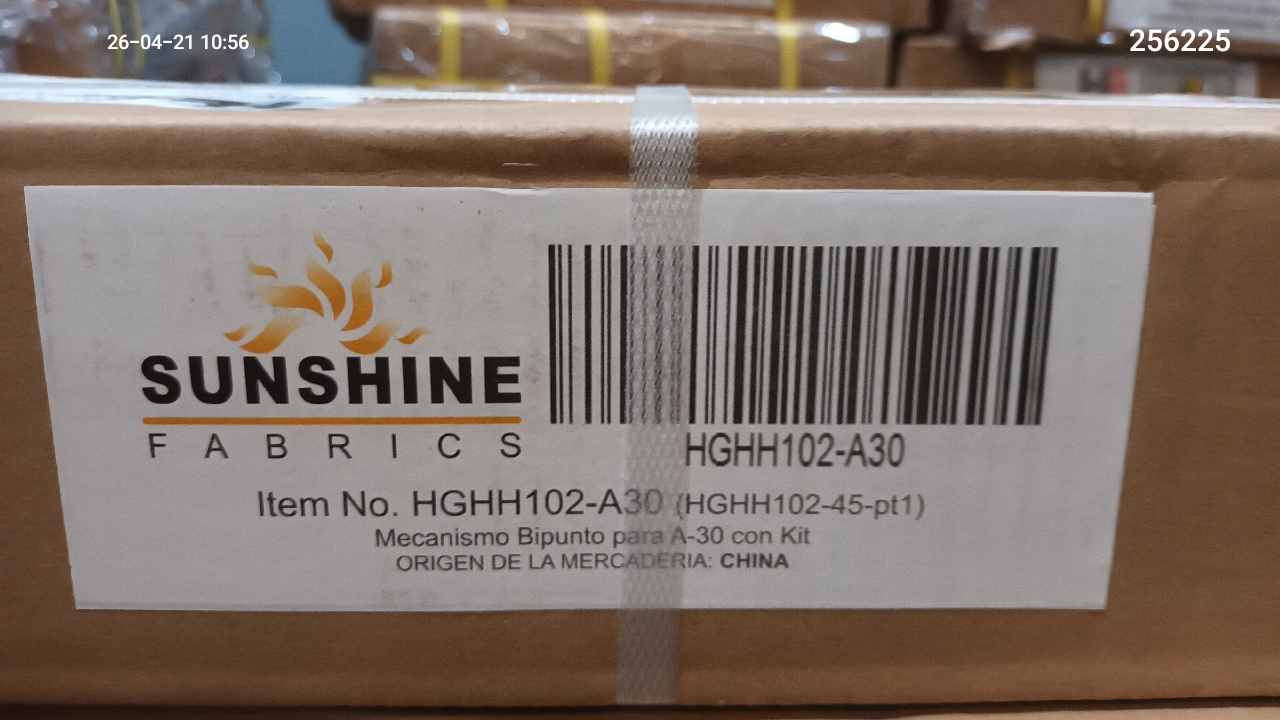 26-04-21 10:56
256225
SUNSHINE
FABRICS
HGHH102-A30
Item No. HGHH102-A30 (HGHH102-45-pt1)
Mecanismo Bipunto para A-30 con Kit
ORIGEN DE LA MERCADERIA: CHINA